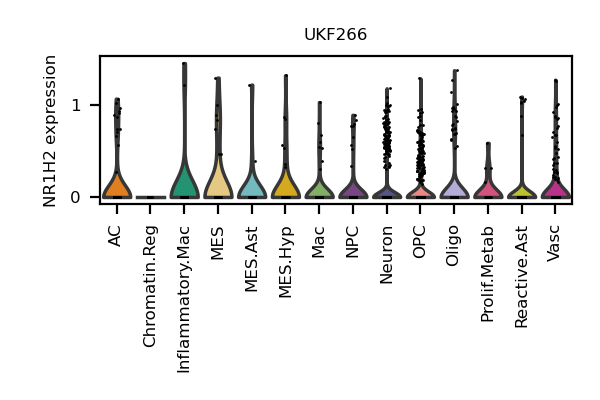 UKF266
NR1H2 expression
1
0
AC
Chromatin.Reg
Inflammatory.Mac
MES
MES.Ast
MES.Hyp
Mac
NPC
Neuron
OPC
Oligo
Prolif.Metab
Reactive.Ast
Vasc